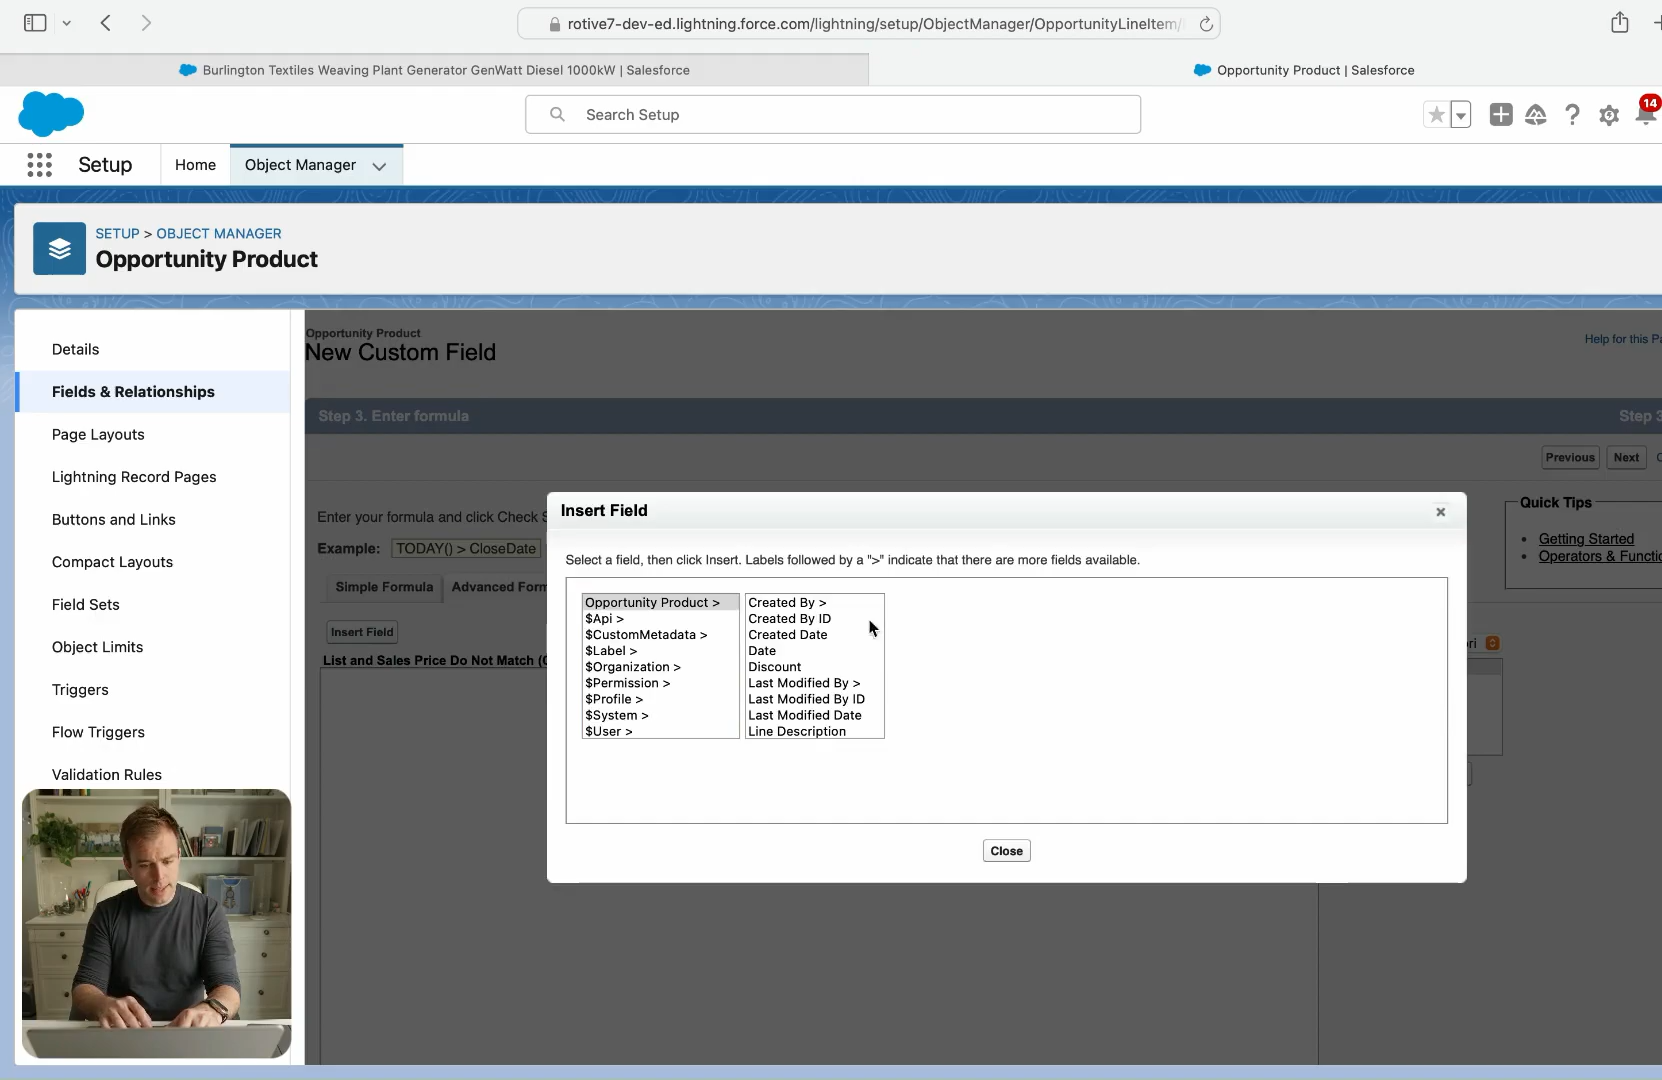 rotive7-dev-ed.lightning.force.com/lightning/setup/ObjectManager/OpportunityLineItem/
Burlington Textiles Weaving Plant Generator GenWatt Diesel 1000kW | Salesforce
Opportunity Product | Salesforce
Search Setup
14
Setup
Home
Object Manager
SETUP > OBJECT MANAGER
Opportunity Product
Details
Fields & Relationships
Page Layouts
Lightning Record Pages
Buttons and Links
Compact Layouts
Field Sets
Object Limits
Triggers
Flow Triggers
Validation Rules
Opportunity Product
New Custom Field
Help for this Pa
Step 3. Enter formula
Step 3
Previous
Next
Enter your formula and click Check S
Example: TODAY() > CloseDate
Simple Formula
Advanced Form
Insert Field
List and Sales Price Do Not Match (
Quick Tips
Getting Started
Operators & Functio
Insert Field
Select a field, then click Insert. Labels followed by a ">" indicate that there are more fields available.
Opportunity Product >
$Api >
$CustomMetadata >
$Label >
$Organization >
$Permission >
$Profile >
$System >
$User >
Created By >
Created By ID
Created Date
Date
Discount
Last Modified By >
Last Modified By ID
Last Modified Date
Line Description
Close